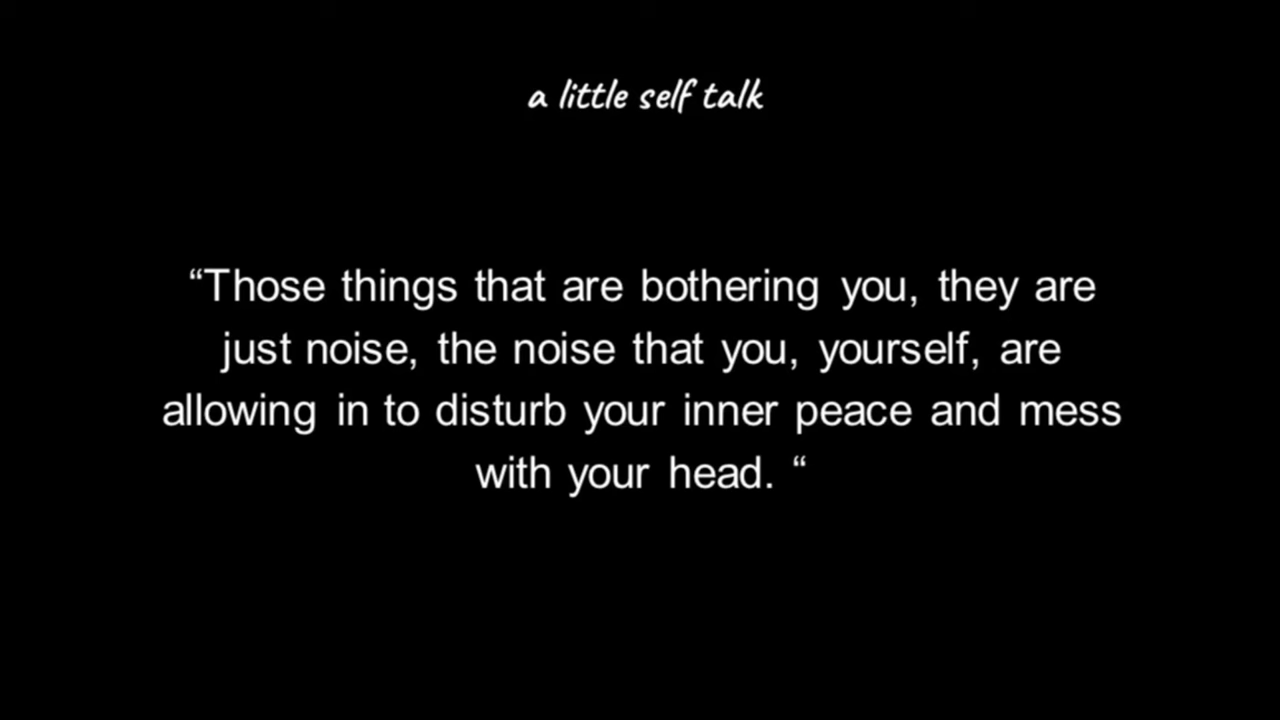 a little self talk
“Those things that are bothering you, they are
just noise, the noise that you, yourself, are
allowing in to disturb your inner peace and mess
with your head. “